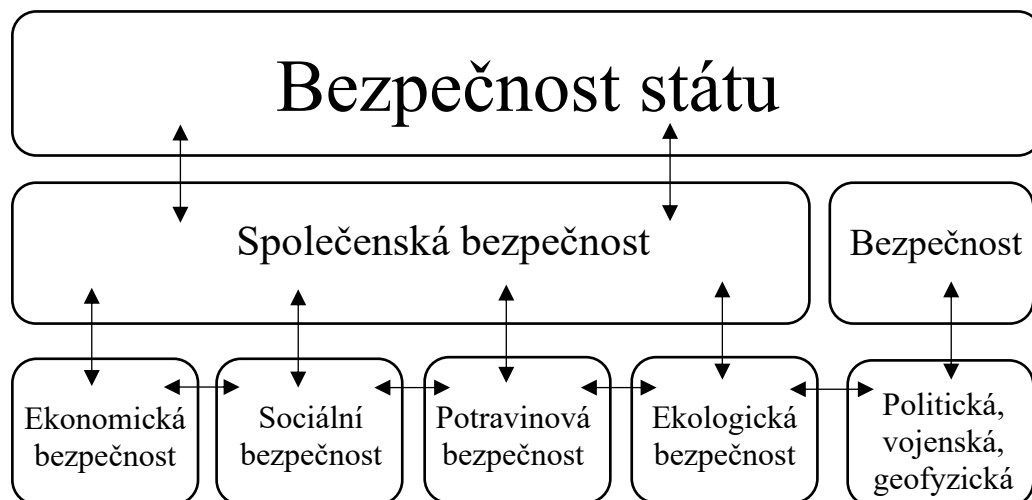 Bezpečnost státu
Společenská bezpečnost
Bezpečnost
Ekonomická
bezpečnost
Sociální
bezpečnost
Potravinová
bezpečnost
Ekologická
bezpečnost
Politická,
vojenská,
geofyzická